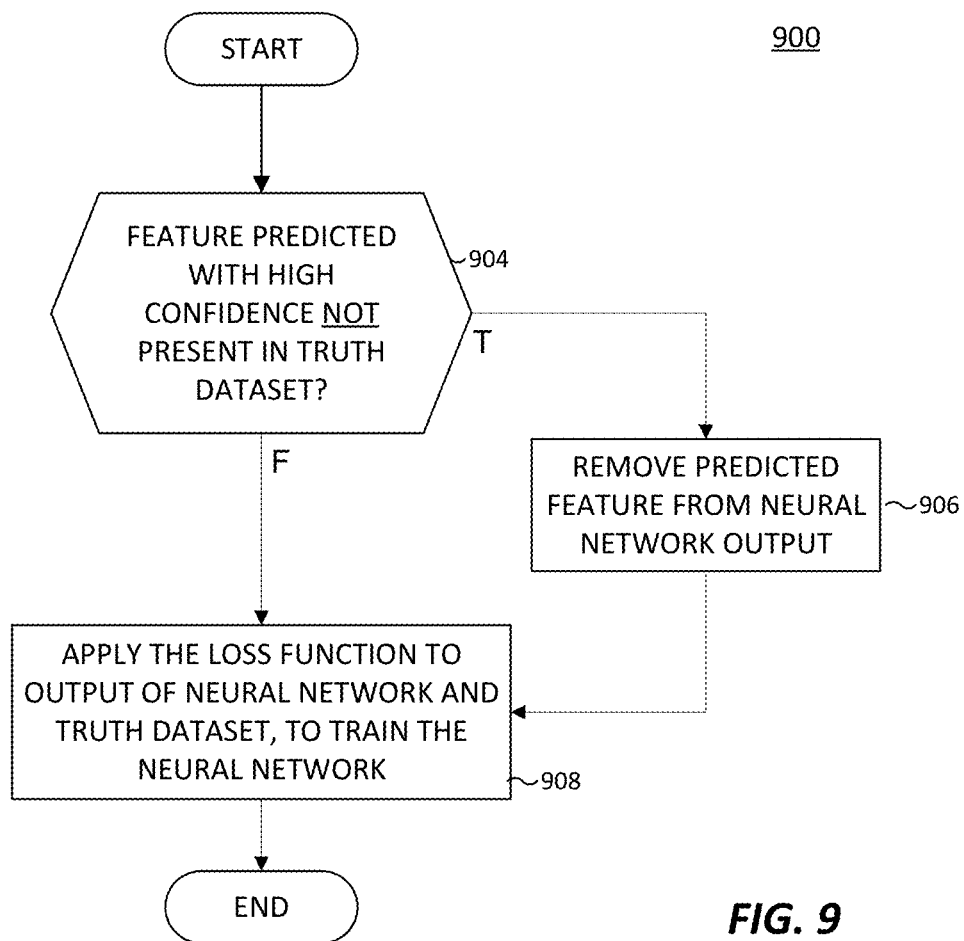 START
900
FEATURE PREDICTED
WITH HIGH
CONFIDENCE NOT
PRESENT IN TRUTH
DATASET?
904
T
F
REMOVE PREDICTED
FEATURE FROM NEURAL
NETWORK OUTPUT
906
APPLY THE LOSS FUNCTION TO
OUTPUT OF NEURAL NETWORK AND
TRUTH DATASET, TO TRAIN THE
NEURAL NETWORK
908
END
FIG. 9